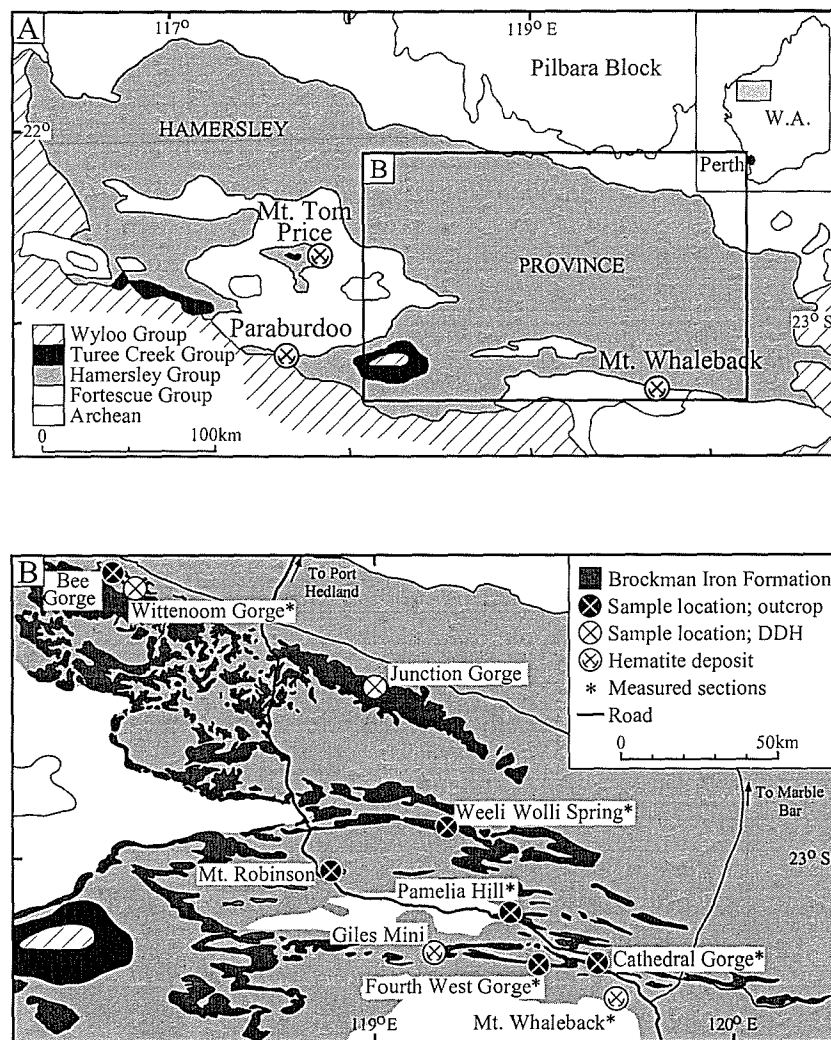 A
117°
119° E
Pilbara Block
W.A.
Perth
22°
HAMERSLEY
B
Mt. Tom
Price
PROVINCE
23° S
Paraburdoo
Mt. Whaleback
Wyloo Group
Turee Creek Group
Hamersley Group
Fortescue Group
Archean
0 100km
B
Bee
Gorge
Wittenoom Gorge*
To Port
Hedland
Junction Gorge
Brockman Iron Formation
Sample location; outcrop
Sample location; DDH
Hematite deposit
* Measured sections
Road
0 50km
To Marble
Bar
Weeli Wolli Spring*
23° S
Mt. Robinson
Pamelia Hill*
Giles Mini
Cathedral Gorge*
Fourth West Gorge*
Mt. Whaleback*
119° E
120° E